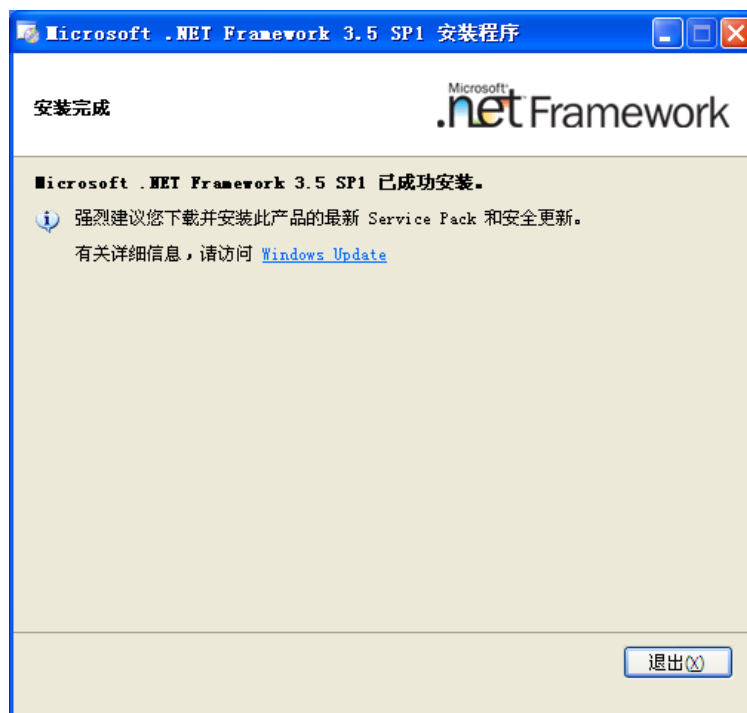 Microsoft .NET Framework 3.5 SP1 安装程序
安装完成
Microsoft
.net Framework
Microsoft .NET Framework 3.5 SP1 已成功安装。
强烈建议您下载并安装此产品的最新 Service Pack 和安全更新。
有关详细信息，请访问 Windows Update
退出(X)